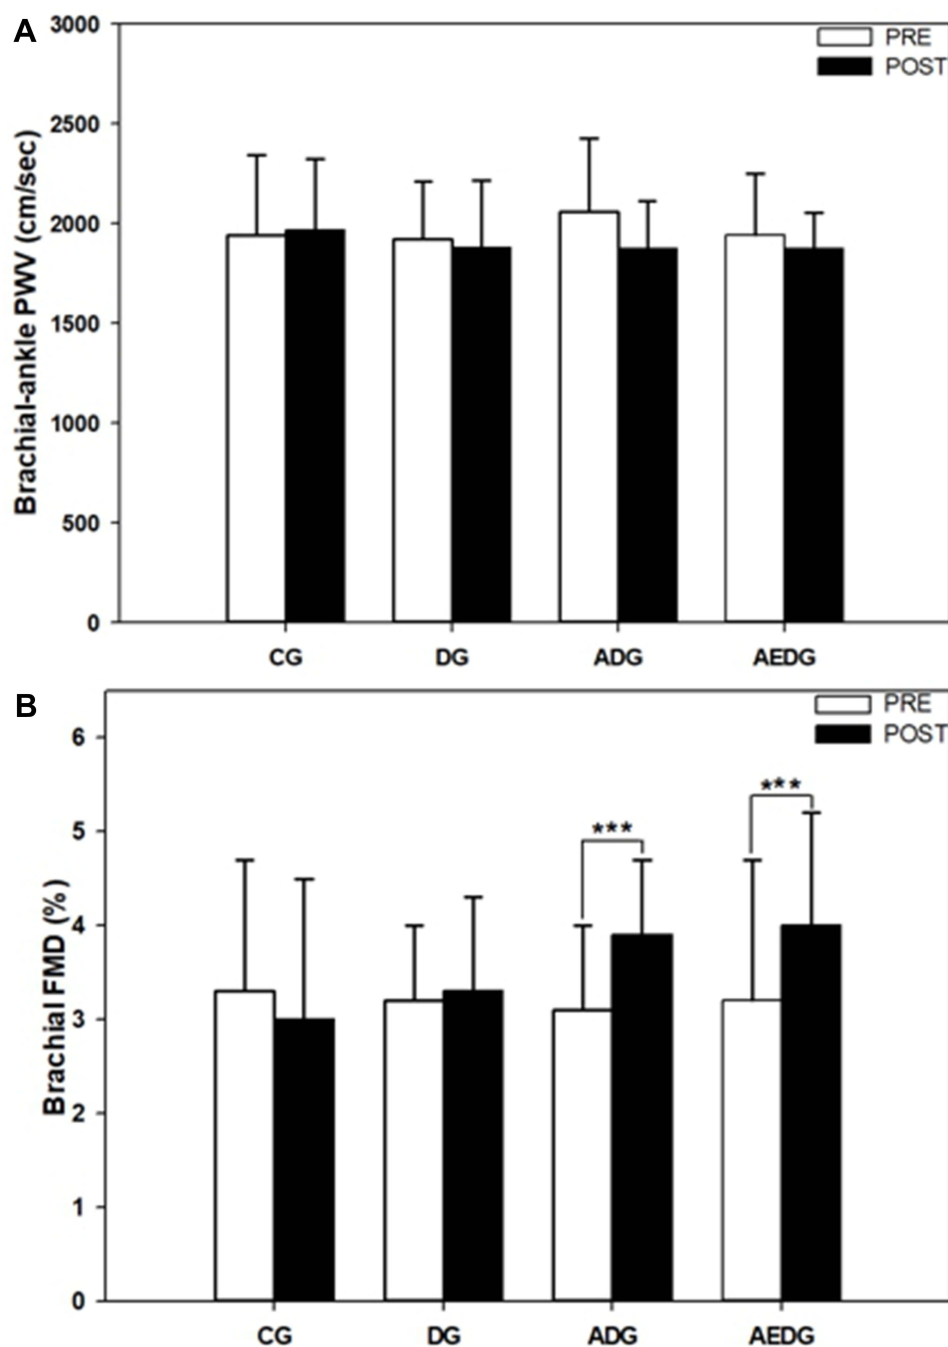 A
PRE
POST
3000
2500
2000
1500
1000
500
0
Brachial-ankle PWV (cm/sec)
CG DG ADG AEDG
B
PRE
POST
6
5
4
3
2
1
0
Brachial FMD (%)
***
***
CG DG ADG AEDG